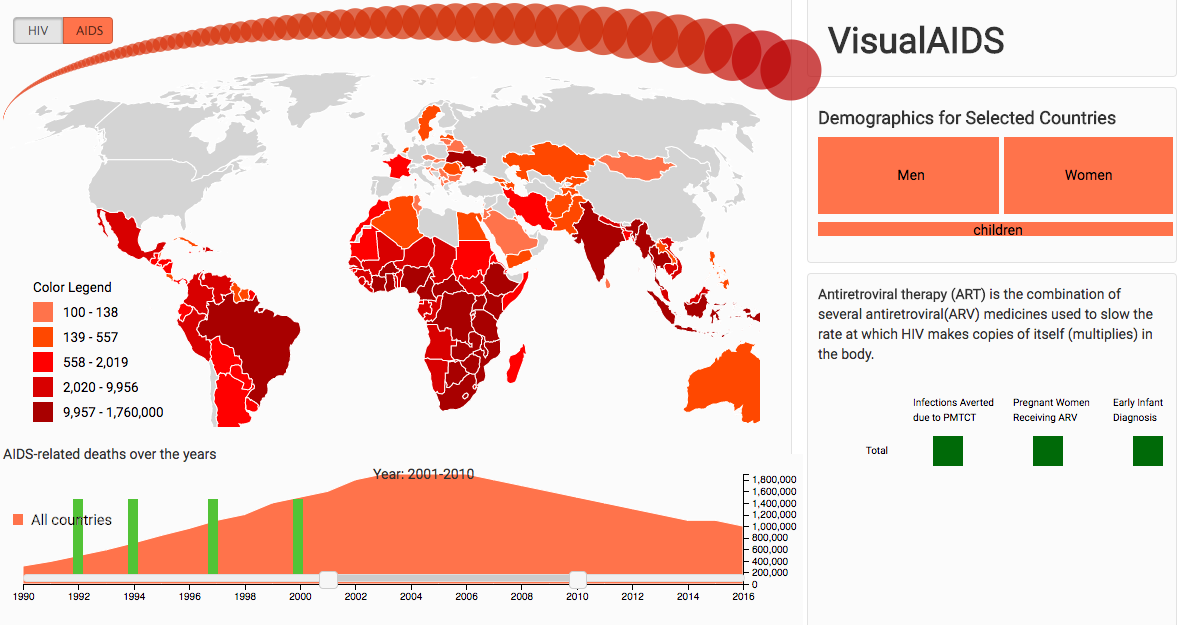 HIV
AIDS
VisualAIDS
Demographics for Selected Countries
Men
Women
children
Color Legend
100 - 138
139 - 557
558 - 2,019
2,020 - 9,956
9,957 - 1,760,000
Antiretroviral therapy (ART) is the combination of
several antiretroviral(ARV) medicines used to slow the
rate at which HIV makes copies of itself (multiplies) in
the body.
Infections Averted
due to PMTCT
Pregnant Women
Receiving ARV
Early Infant
Diagnosis
Total
AIDS-related deaths over the years
Year: 2001-2010
All countries
1,800,000
1,600,000
1,400,000
1,200,000
1,000,000
800,000
600,000
400,000
200,000
0
1990
1992
1994
1996
1998
2000
2002
2004
2006
2008
2010
2012
2014
2016